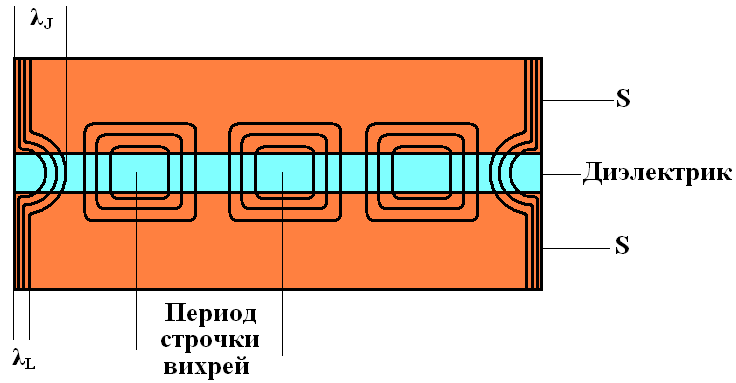 λJ
S
Диэлектрик
S
Период
строчки
вихрей
λL